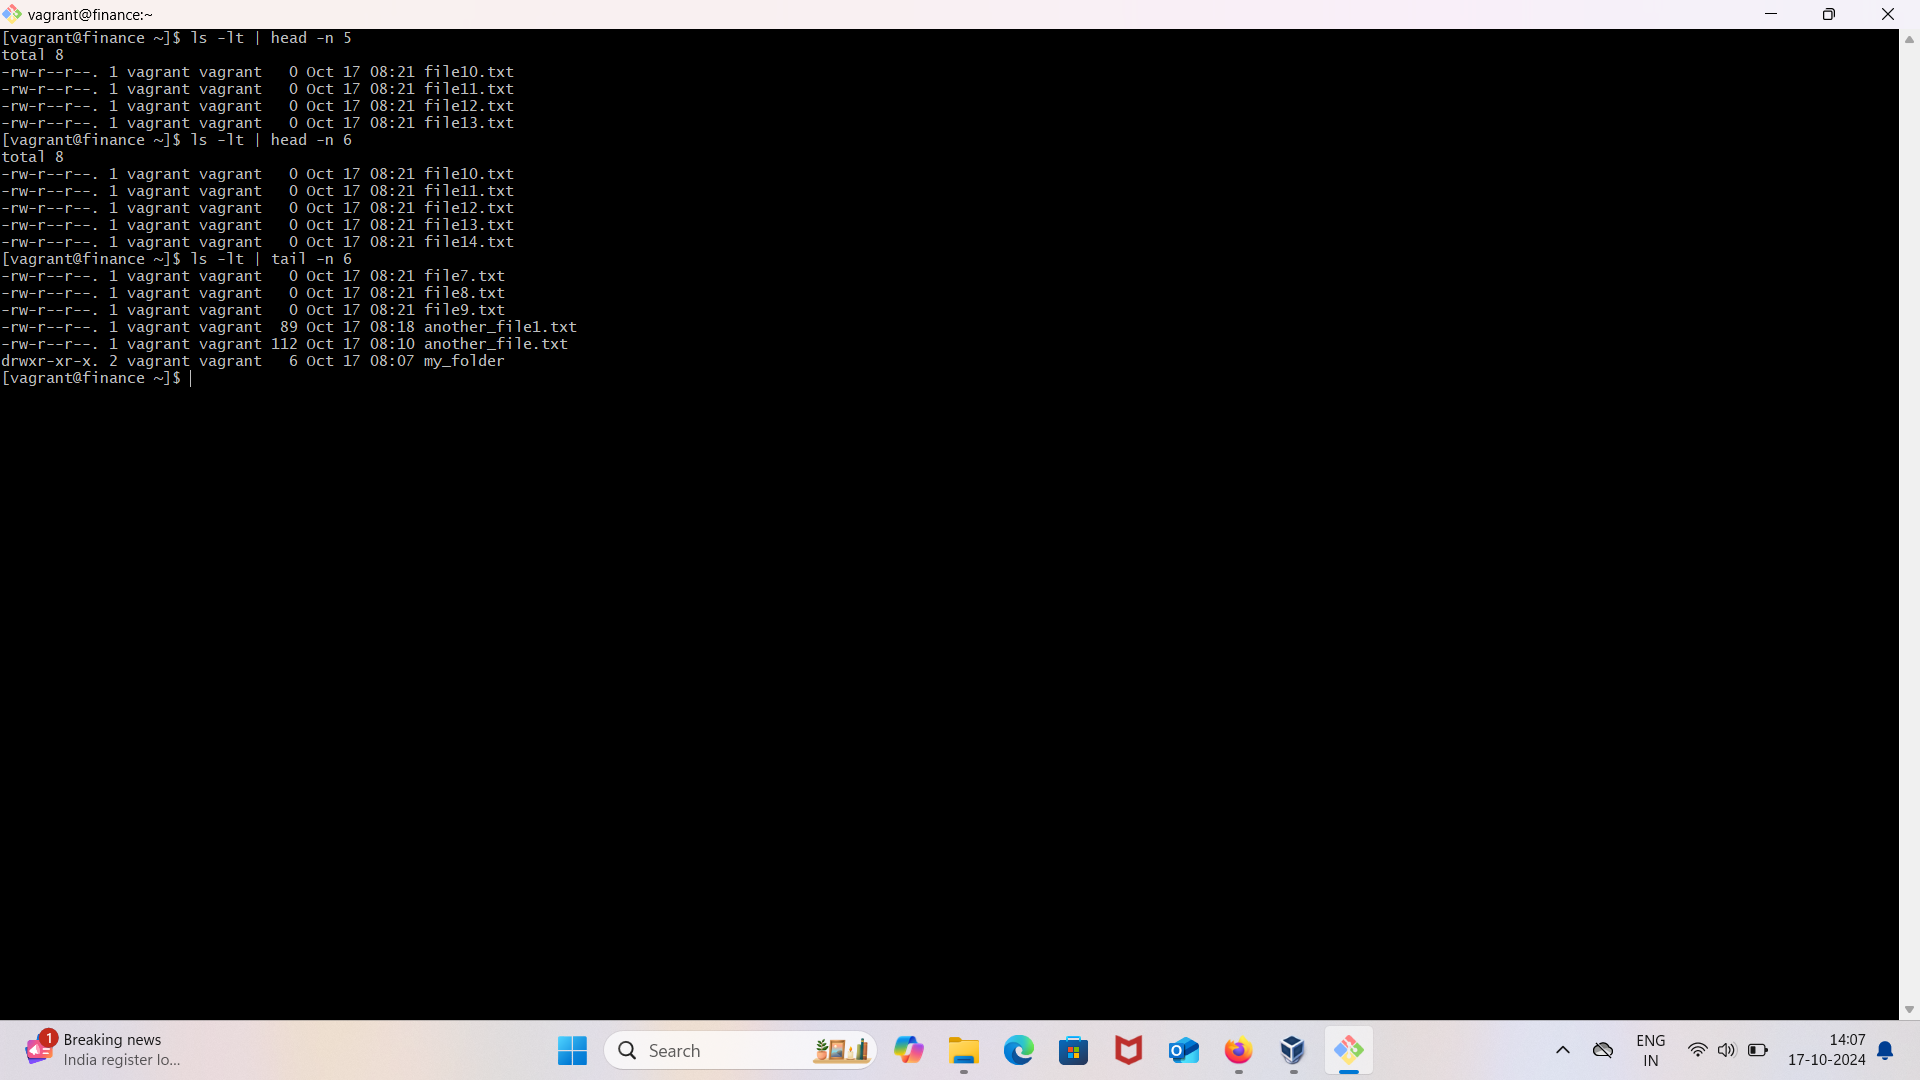 vagrant@finance:~
[vagrant@finance ~]$ ls -lt | head -n 5
total 8
-rw-r--r--. 1 vagrant vagrant   0 Oct 17 08:21 file10.txt
-rw-r--r--. 1 vagrant vagrant   0 Oct 17 08:21 file11.txt
-rw-r--r--. 1 vagrant vagrant   0 Oct 17 08:21 file12.txt
-rw-r--r--. 1 vagrant vagrant   0 Oct 17 08:21 file13.txt
[vagrant@finance ~]$ ls -lt | head -n 6
total 8
-rw-r--r--. 1 vagrant vagrant   0 Oct 17 08:21 file10.txt
-rw-r--r--. 1 vagrant vagrant   0 Oct 17 08:21 file11.txt
-rw-r--r--. 1 vagrant vagrant   0 Oct 17 08:21 file12.txt
-rw-r--r--. 1 vagrant vagrant   0 Oct 17 08:21 file13.txt
-rw-r--r--. 1 vagrant vagrant   0 Oct 17 08:21 file14.txt
[vagrant@finance ~]$ ls -lt | tail -n 6
-rw-r--r--. 1 vagrant vagrant   0 Oct 17 08:21 file7.txt
-rw-r--r--. 1 vagrant vagrant   0 Oct 17 08:21 file8.txt
-rw-r--r--. 1 vagrant vagrant   0 Oct 17 08:21 file9.txt
-rw-r--r--. 1 vagrant vagrant  89 Oct 17 08:18 another_file1.txt
-rw-r--r--. 1 vagrant vagrant 112 Oct 17 08:10 another_file.txt
drwxr-xr-x. 2 vagrant vagrant   6 Oct 17 08:07 my_folder
[vagrant@finance ~]$
1
Breaking news
India register lo...
Search
ENG
IN
14:07
17-10-2024